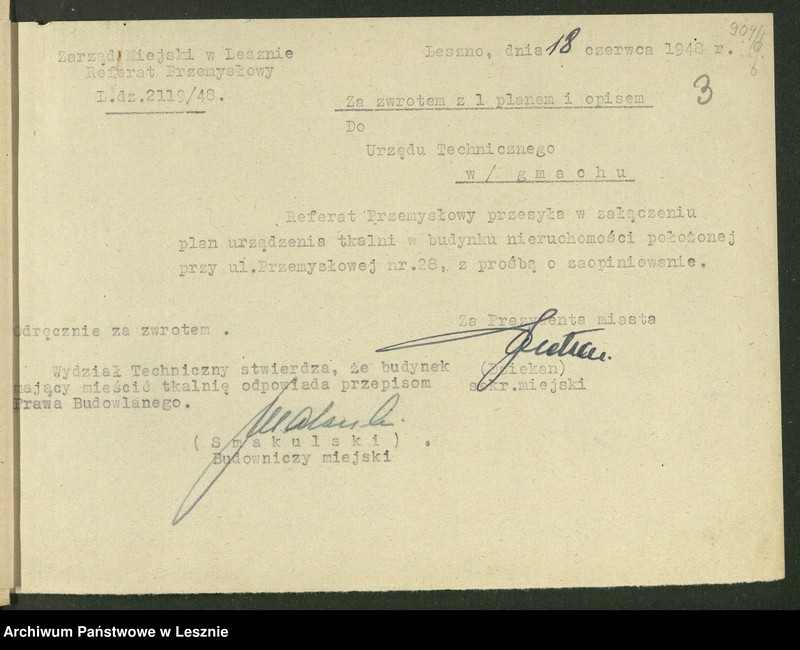 Zarząd Miejski w Lesznie
Referat Przemysłowy
L.dz.2119/48.
Leszno, dnia 18 czerwca 1948 r.
3
Za zwrotem z 1 planem i opisem
Do
Urzędu Technicznego
w/ g m a c h u
Referat Przemysłowy przesyła w załączeniu
plan urządzenia tkalni w budynku nieruchomości położonej
przy ul.Przemysłowej nr.28, z prośbą o zaopiniowanie.
Za Prezydenta miasta
(Dziekan)
sekr.miejski
Odręcznie za zwrotem .
Wydział Techniczny stwierdza, że budynek
mający mieścić tkalnię odpowiada przepisom
Prawa Budowlanego.
( S m a k u l s k i ) .
Budowniczy miejski
Archiwum Państwowe w Lesznie